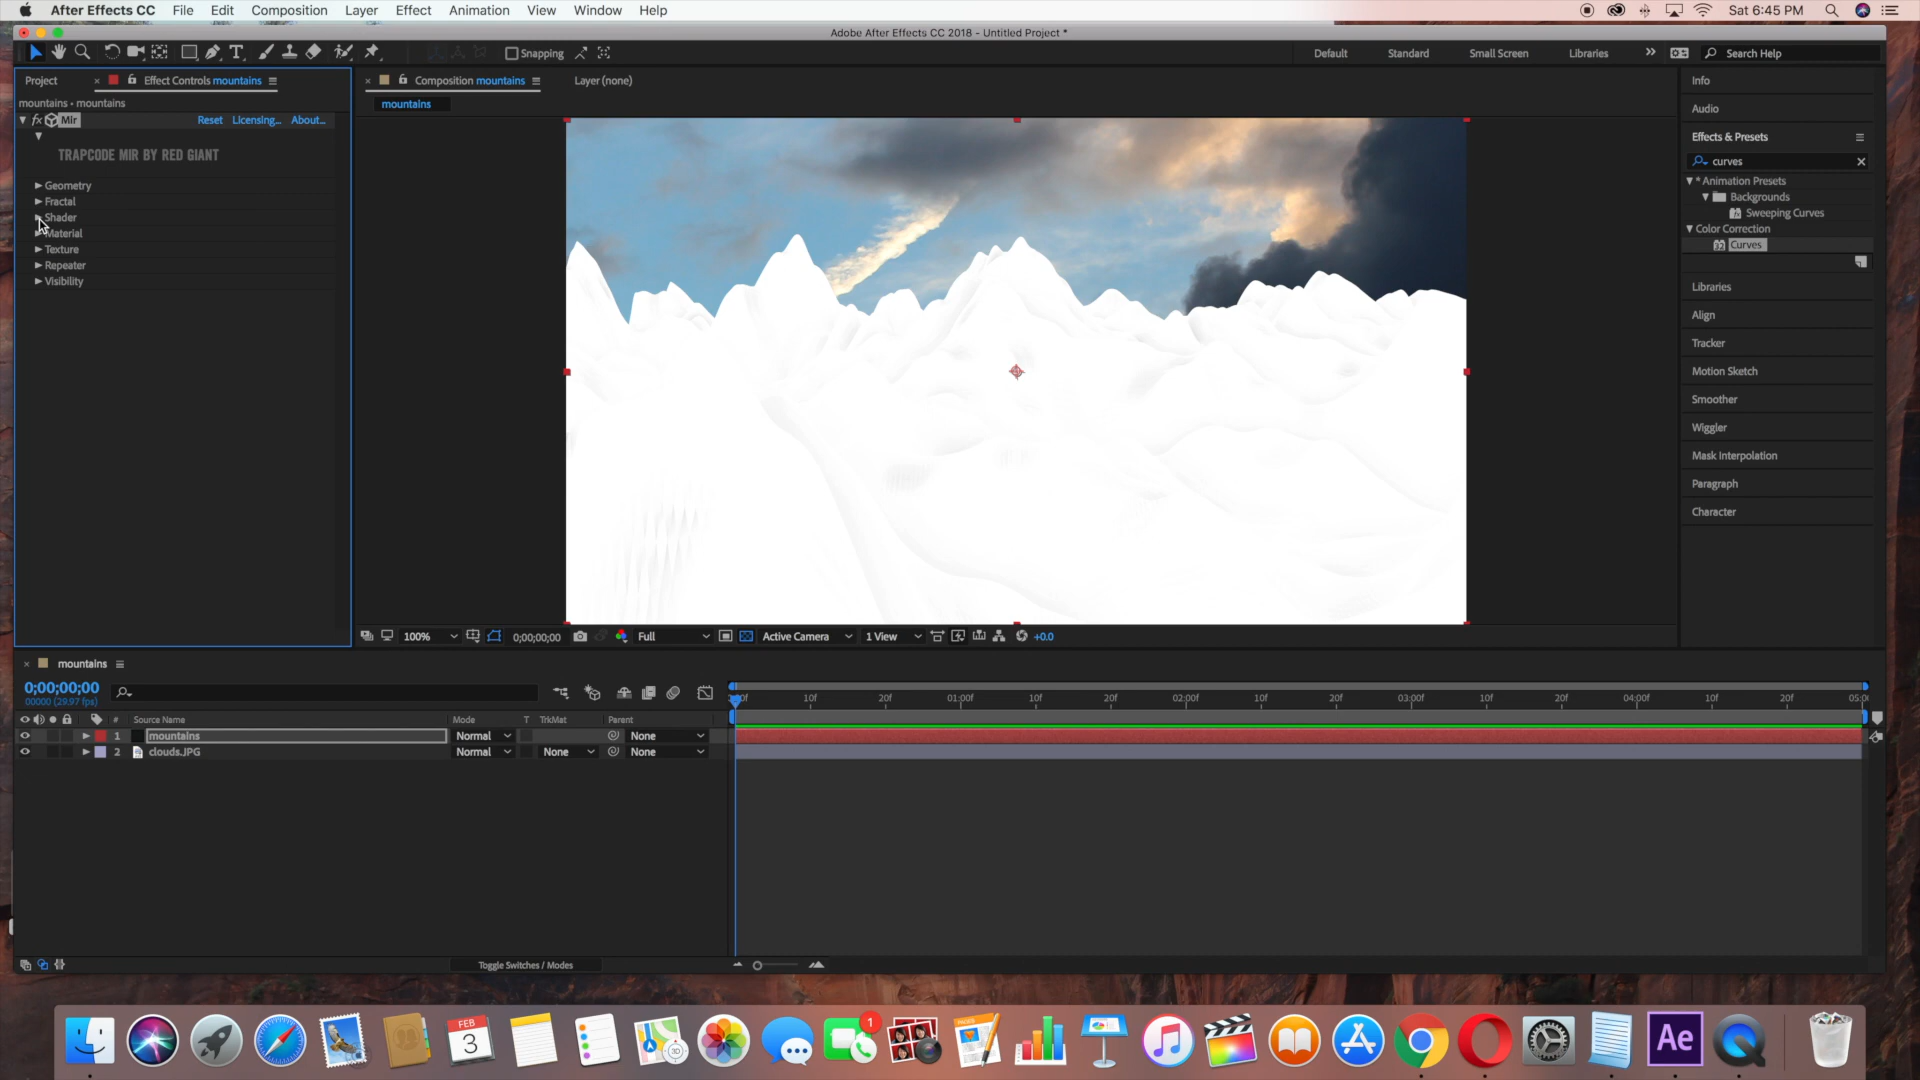 After Effects CC File Edit Composition Layer Effect Animation View Window Help Sat 6:45 PM
Adobe After Effects CC 2018 - Untitled Project *
Snapping Default Standard Small Screen Libraries Search Help
Project Effect Controls mountains
mountains • mountains
fx Mir Reset Licensing... About...
TRAPCODE MIR BY RED GIANT
Geometry
Fractal
Shader
Material
Texture
Repeater
Visibility
Composition mountains Layer (none)
mountains
100% 0;00;00;00 Full Active Camera 1 View +0.0
Info
Audio
Effects & Presets
curves
* Animation Presets
Backgrounds
Sweeping Curves
Color Correction
Curves
Libraries
Align
Tracker
Motion Sketch
Smoother
Wiggler
Mask Interpolation
Paragraph
Character
mountains
0;00;00;00
00000 (29.97 fps)
10f 20f 01:00f 10f 20f 02:00f 10f 20f 03:00f 10f 20f 04:00f 10f 20f
# Source Name Mode T TrkMat Parent
1 mountains Normal None
2 clouds.JPG Normal None None
Toggle Switches / Modes
FEB
3
3D
1
PAGES
Ae